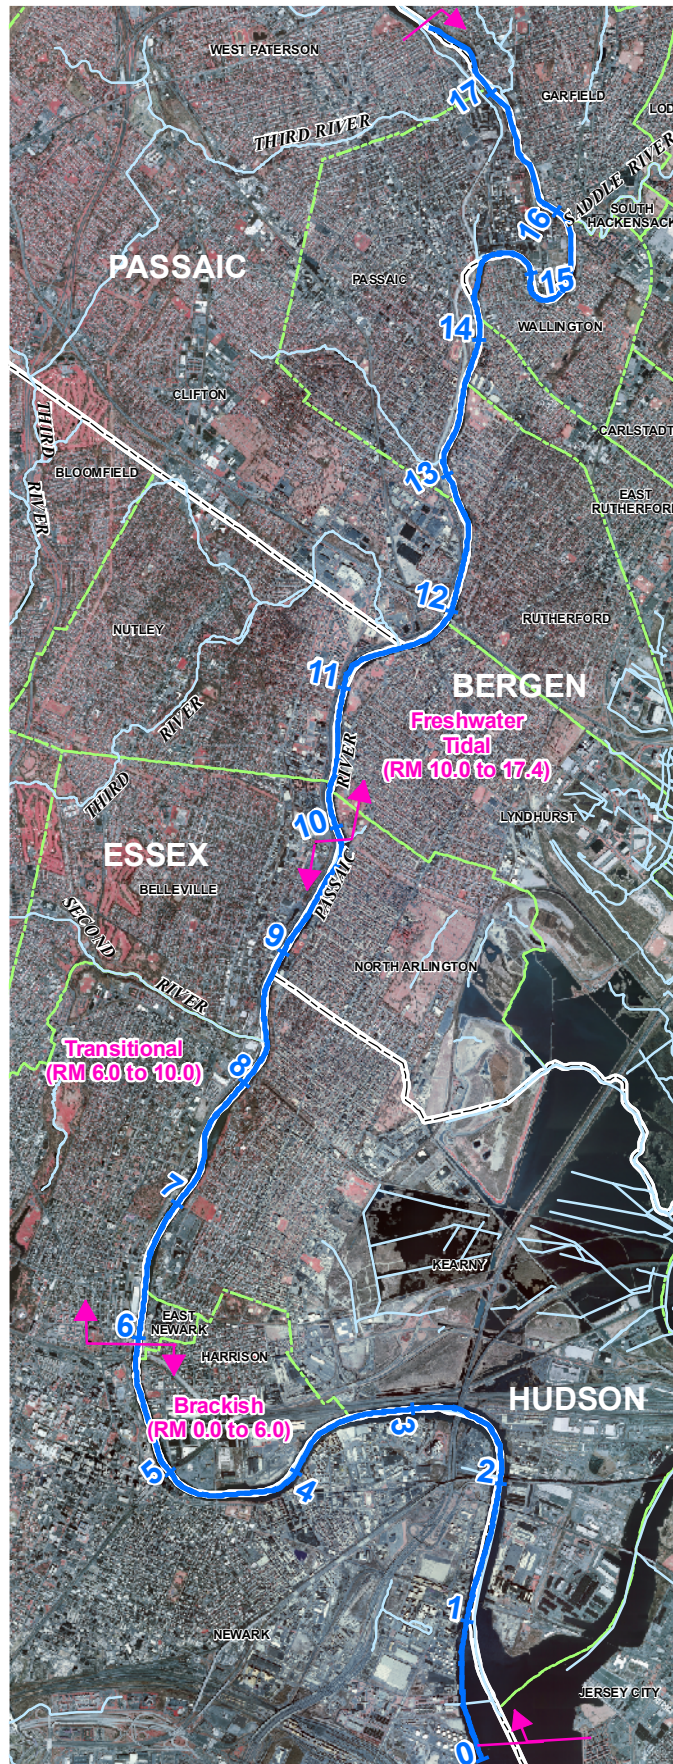 WEST PATERSON
17
GARFIELD
LOD
THIRD RIVER
SADDLE RIVER
16
SOUTH
HACKENSACK
PASSAIC
PASSAIC
15
14
WALLINGTON
CLIFTON
THIRD
RIVER
CARLSTADT
BLOOMFIELD
13
EAST
RUTHERFORD
12
NUTLEY
RUTHERFORD
11
BERGEN
RIVER
THIRD
Freshwater
Tidal
(RM 10.0 to 17.4)
RIVER
PASSAIC
10
LYNDHURST
ESSEX
BELLEVILLE
SECOND
RIVER
9
NORTH ARLINGTON
Transitional
(RM 6.0 to 10.0)
8
7
KEARNY
6
EAST
NEWARK
HARRISON
HUDSON
Brackish
(RM 0.0 to 6.0)
3
5
4
2
1
NEWARK
JERSEY CITY
0